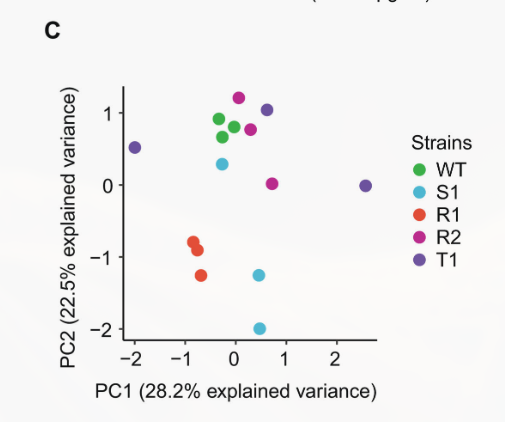 C
PC2 (22.5% explained variance)
1
0
−1
−2
−2
−1
0
1
2
PC1 (28.2% explained variance)
Strains
WT
S1
R1
R2
T1